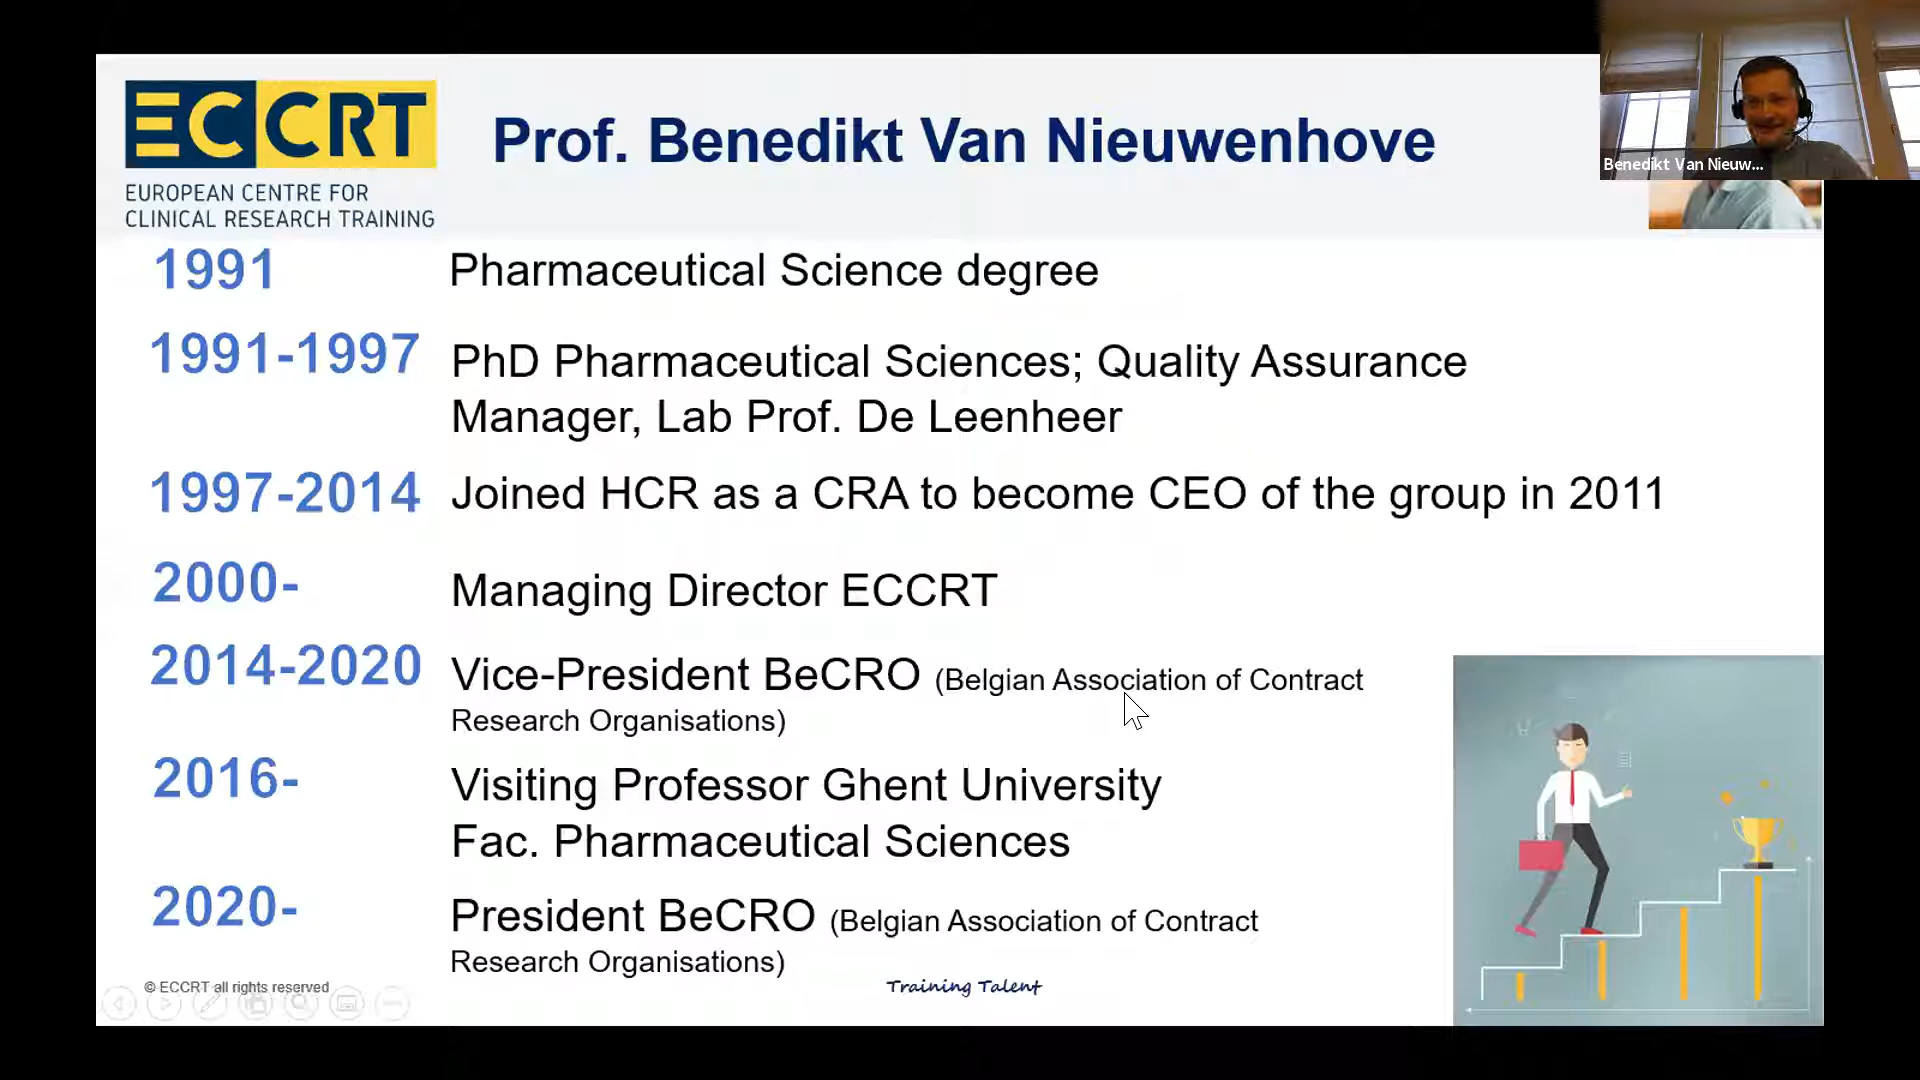 ECCRT
EUROPEAN CENTRE FOR
CLINICAL RESEARCH TRAINING
Prof. Benedikt Van Nieuwenhove
Benedikt Van Nieuw...
1991 Pharmaceutical Science degree
1991-1997 PhD Pharmaceutical Sciences; Quality Assurance
Manager, Lab Prof. De Leenheer
1997-2014 Joined HCR as a CRA to become CEO of the group in 2011
2000- Managing Director ECCRT
2014-2020 Vice-President BeCRO (Belgian Association of Contract
Research Organisations)
2016- Visiting Professor Ghent University
Fac. Pharmaceutical Sciences
2020- President BeCRO (Belgian Association of Contract
Research Organisations)
© ECCRT all rights reserved
Training Talent